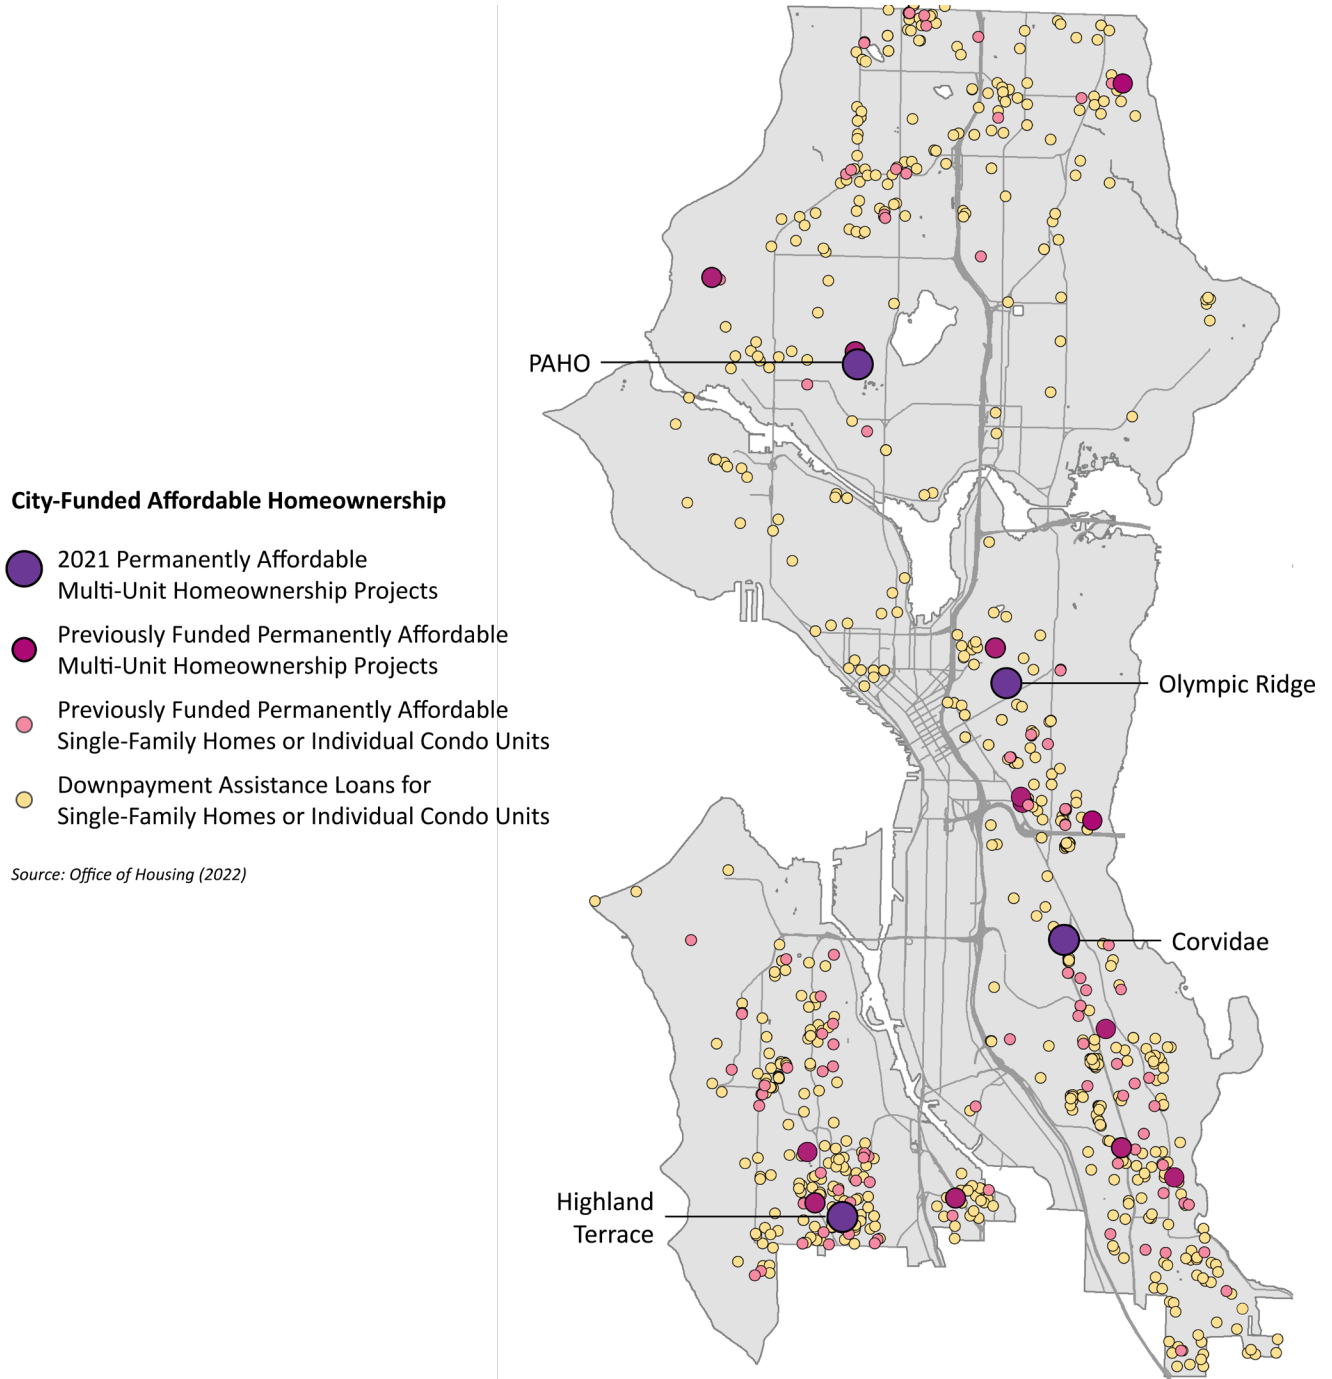 PAHO
City-Funded Affordable Homeownership
2021 Permanently Affordable
Multi-Unit Homeownership Projects
Previously Funded Permanently Affordable
Multi-Unit Homeownership Projects
Previously Funded Permanently Affordable
Single-Family Homes or Individual Condo Units
Downpayment Assistance Loans for
Single-Family Homes or Individual Condo Units
Source: Office of Housing (2022)
Olympic Ridge
Corvidae
Highland
Terrace